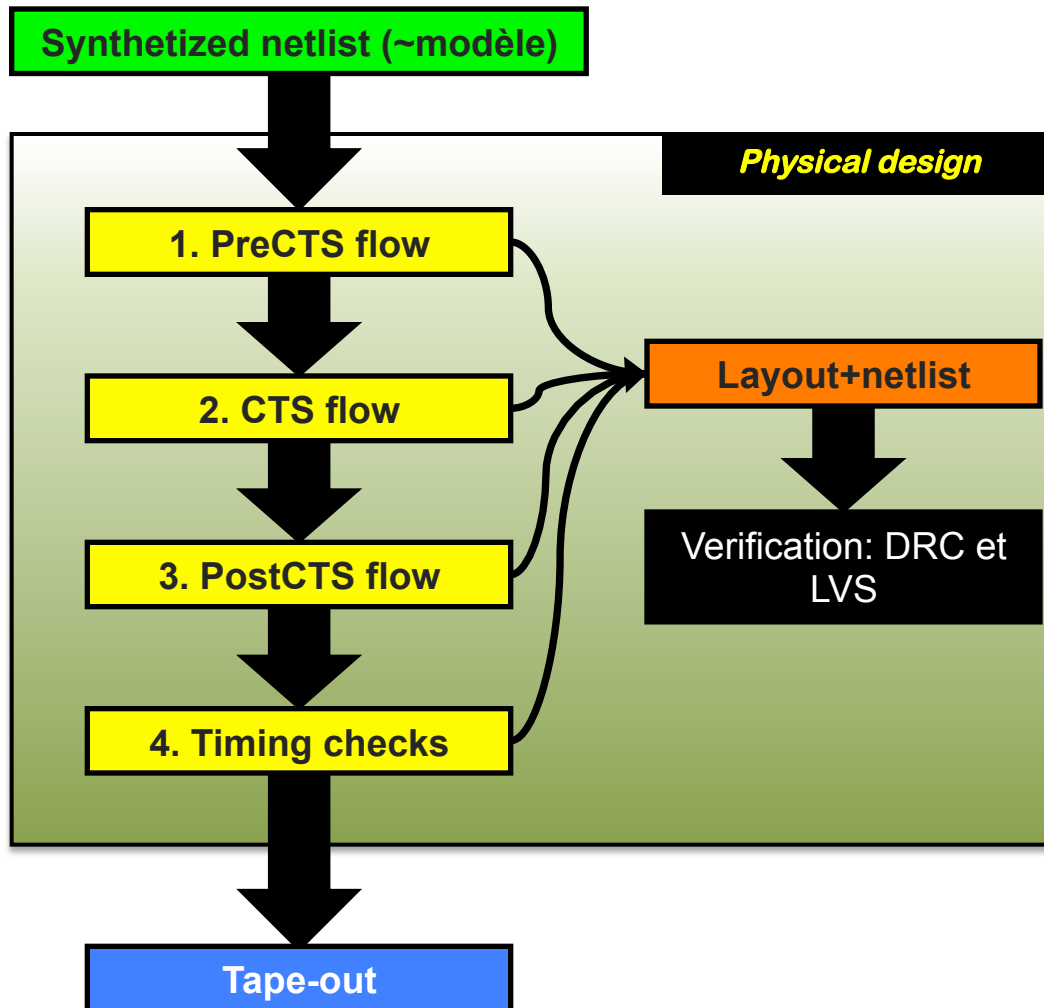 Synthetized netlist (~modèle)
Physical design
1. PreCTS flow
2. CTS flow
3. PostCTS flow
4. Timing checks
Layout+netlist
Verification: DRC et
LVS
Tape-out